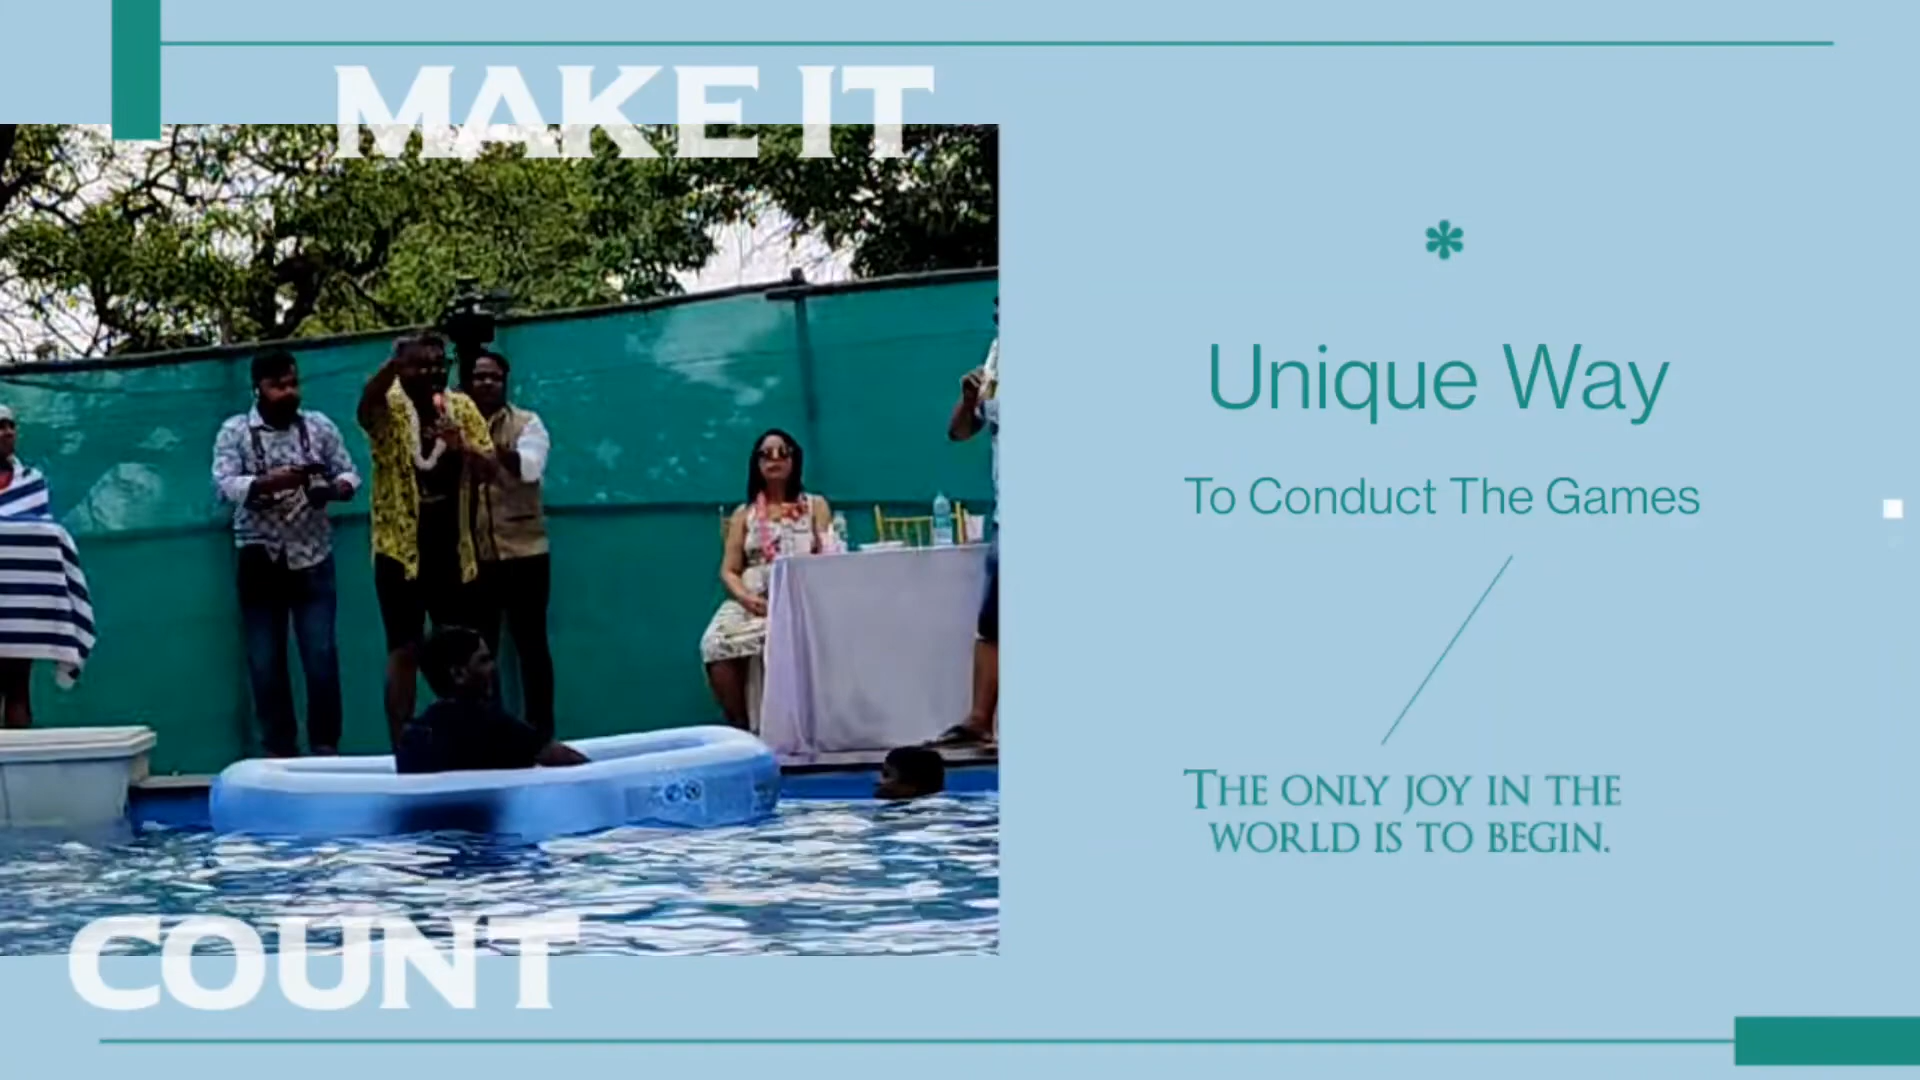 MAKE IT
Unique Way
To Conduct The Games
THE ONLY JOY IN THE
WORLD IS TO BEGIN.
COUNT